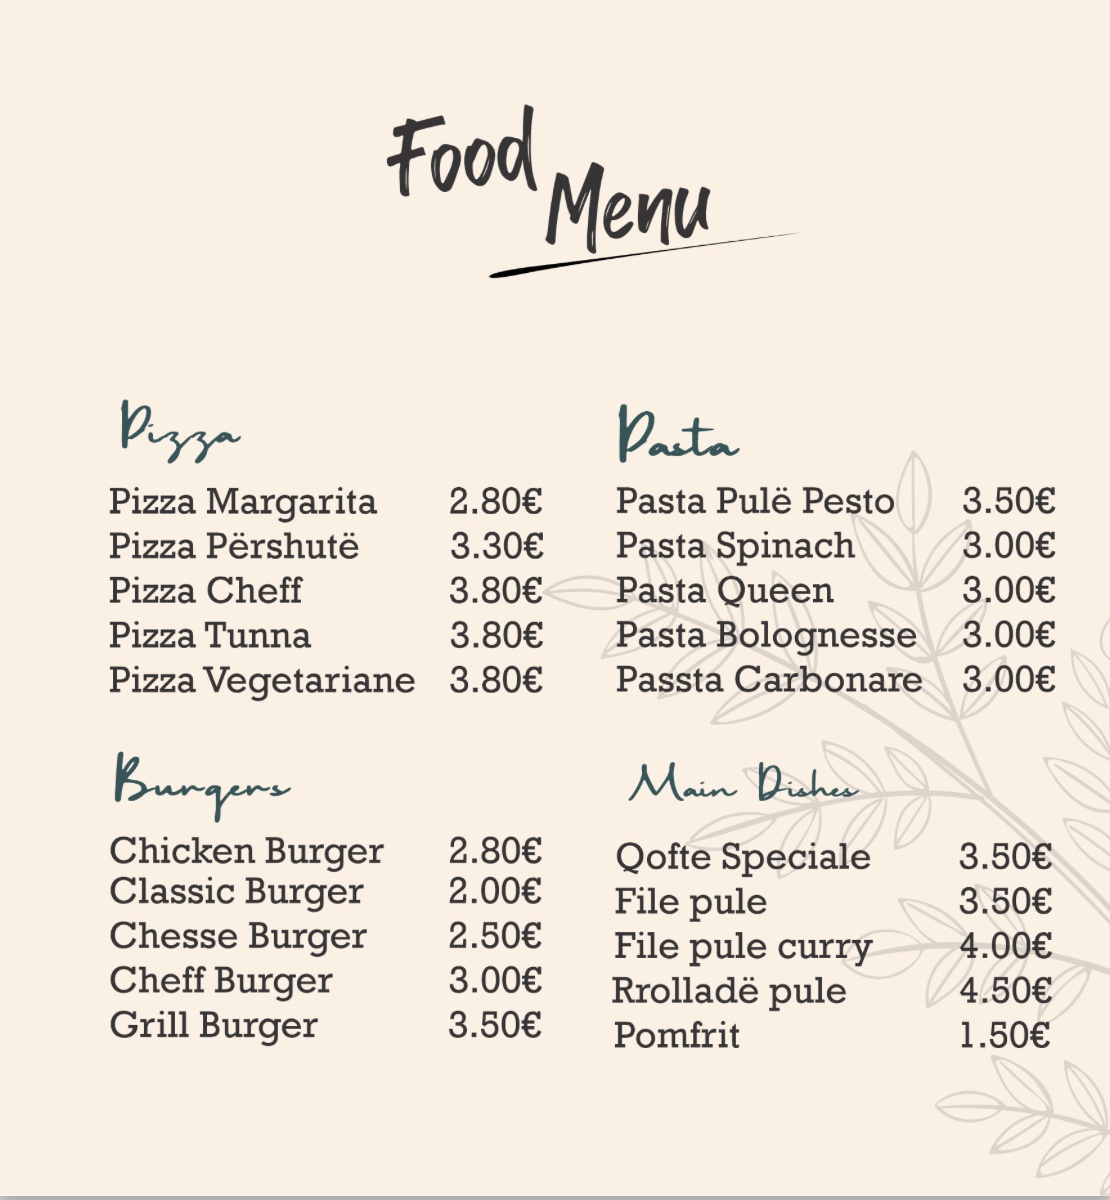 Food
Menu
Pizza
Pizza Margarita 2.80€
Pizza Përshutë 3.30€
Pizza Cheff 3.80€
Pizza Tunna 3.80€
Pizza Vegetariane 3.80€
Pasta
Pasta Pulë Pesto 3.50€
Pasta Spinach 3.00€
Pasta Queen 3.00€
Pasta Bolognesse 3.00€
Passta Carbonare 3.00€
Burgers
Chicken Burger 2.80€
Classic Burger 2.00€
Chesse Burger 2.50€
Cheff Burger 3.00€
Grill Burger 3.50€
Main Dishes
Qofte Speciale 3.50€
File pule 3.50€
File pule curry 4.00€
Rrolladë pule 4.50€
Pomfrit 1.50€